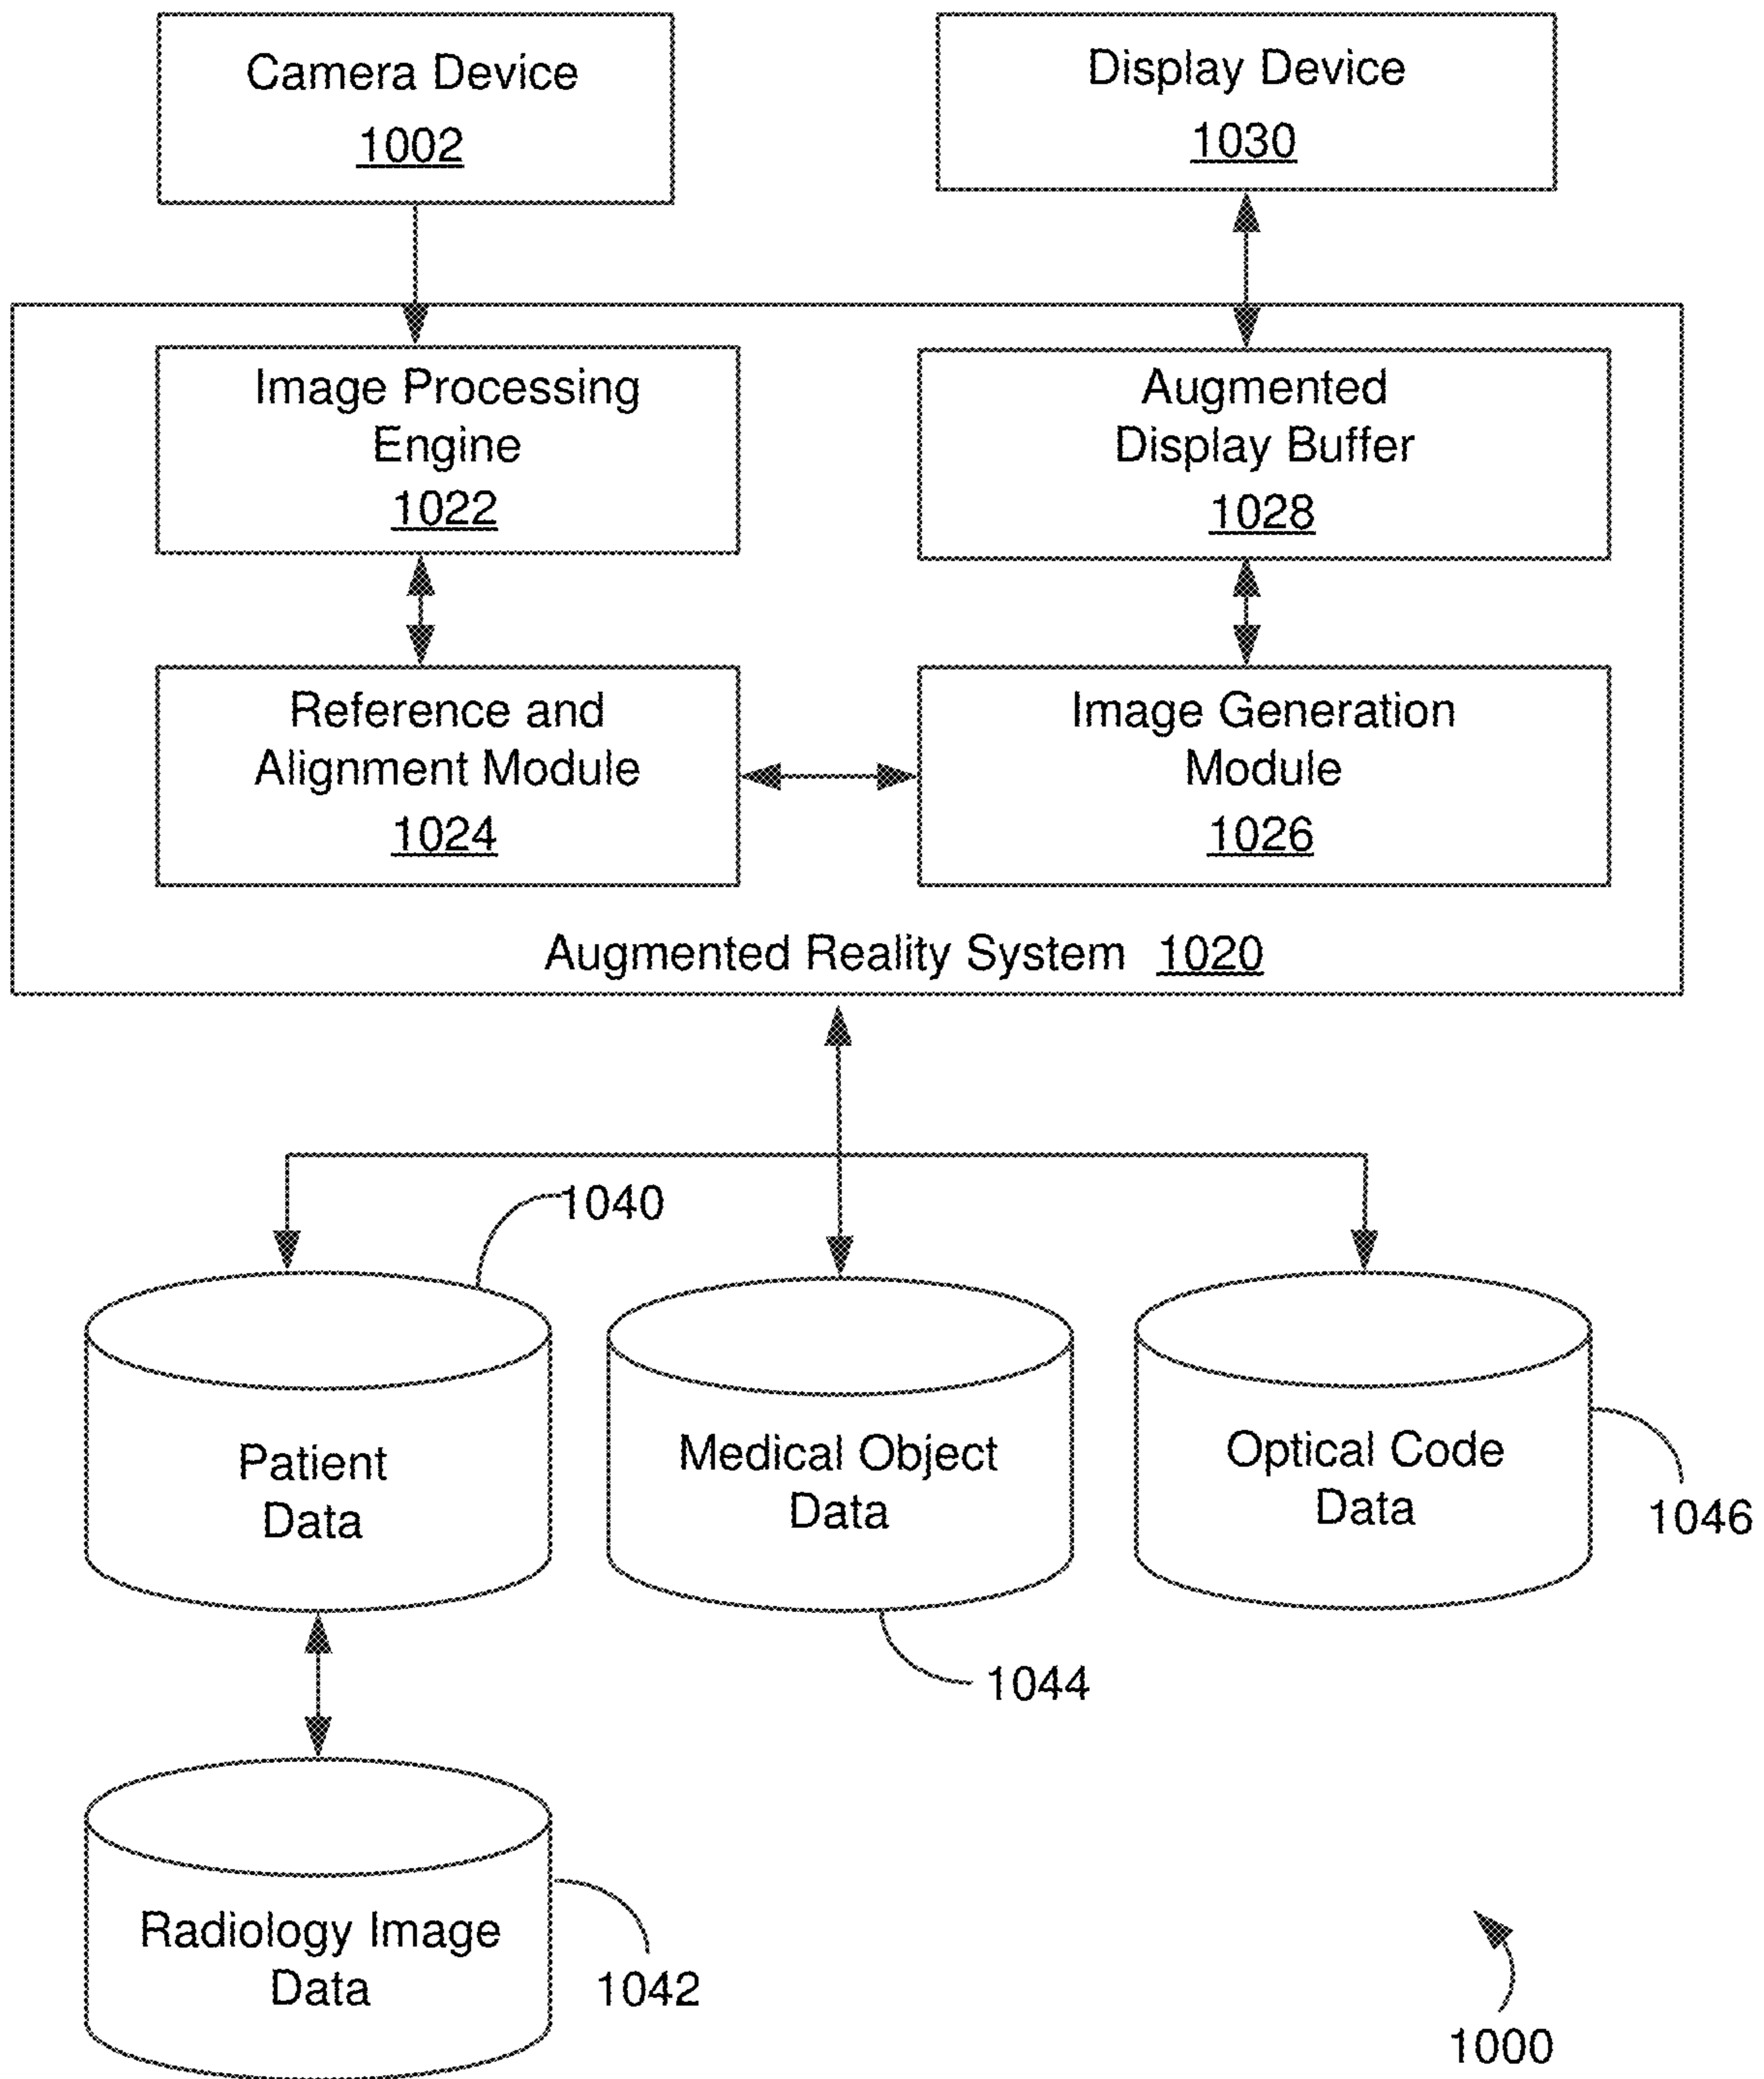 Camera Device
1002
Display Device
1030
Image Processing
Engine
1022
Augmented
Display Buffer
1028
Reference and
Alignment Module
1024
Image Generation
Module
1026
Augmented Reality System 1020
1040
Patient
Data
Medical Object
Data
Optical Code
Data
1046
1044
Radiology Image
Data
1042
1000